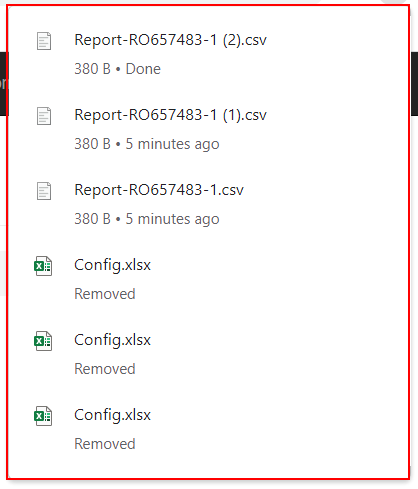 Report-RO657483-1 (2).csv
380 B • Done
Report-RO657483-1 (1).csv
380 B • 5 minutes ago
Report-RO657483-1.csv
380 B • 5 minutes ago
Config.xlsx
Removed
Config.xlsx
Removed
Config.xlsx
Removed